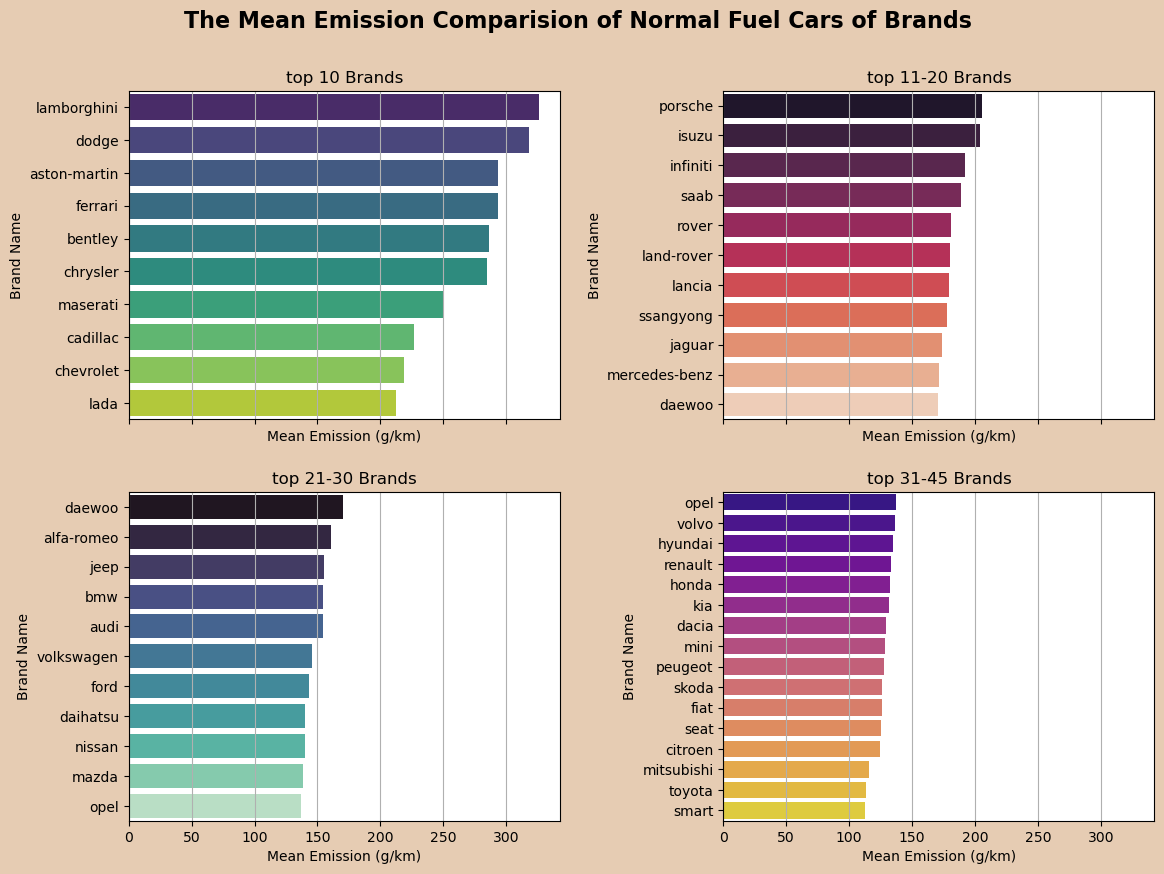 The Mean Emission Comparision of Normal Fuel Cars of Brands
top 10 Brands
Brand Name
lamborghini
dodge
aston-martin
ferrari
bentley
chrysler
maserati
cadillac
chevrolet
lada
Mean Emission (g/km)
top 11-20 Brands
Brand Name
porsche
isuzu
infiniti
saab
rover
land-rover
lancia
ssangyong
jaguar
mercedes-benz
daewoo
Mean Emission (g/km)
top 21-30 Brands
Brand Name
daewoo
alfa-romeo
jeep
bmw
audi
volkswagen
ford
daihatsu
nissan
mazda
opel
0 50 100 150 200 250 300
Mean Emission (g/km)
top 31-45 Brands
Brand Name
opel
volvo
hyundai
renault
honda
kia
dacia
mini
peugeot
skoda
fiat
seat
citroen
mitsubishi
toyota
smart
0 50 100 150 200 250 300
Mean Emission (g/km)